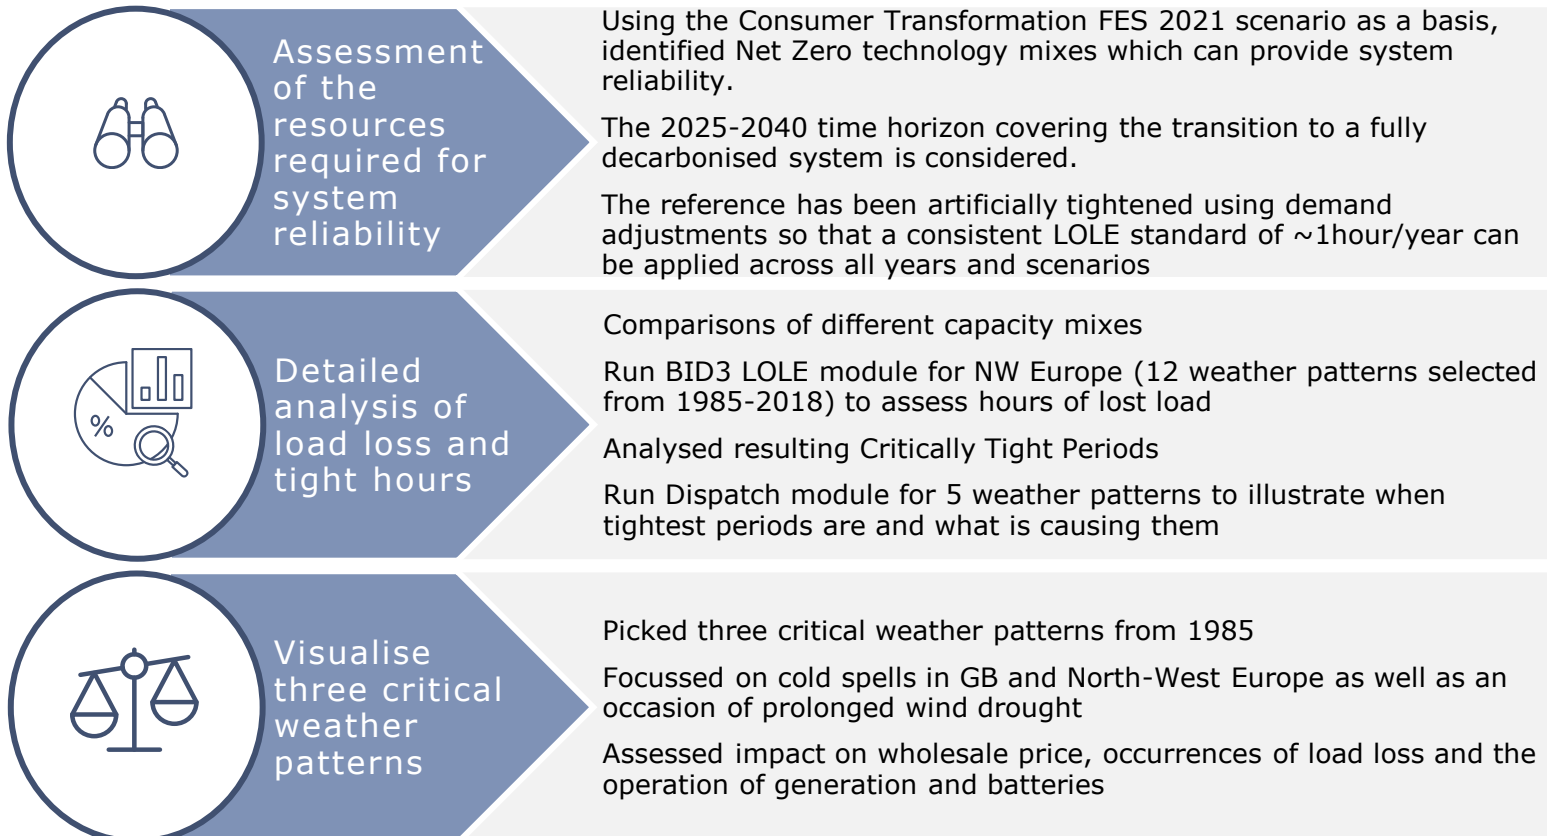 Assessment
of the
resources
required for
system
reliability
Using the Consumer Transformation FES 2021 scenario as a basis,
identified Net Zero technology mixes which can provide system
reliability.
The 2025-2040 time horizon covering the transition to a fully
decarbonised system is considered.
The reference has been artificially tightened using demand
adjustments so that a consistent LOLE standard of ~1hour/year can
be applied across all years and scenarios
%
Detailed
analysis of
load loss and
tight hours
Comparisons of different capacity mixes
Run BID3 LOLE module for NW Europe (12 weather patterns selected
from 1985-2018) to assess hours of lost load
Analysed resulting Critically Tight Periods
Run Dispatch module for 5 weather patterns to illustrate when
tightest periods are and what is causing them
Visualise
three critical
weather
patterns
Picked three critical weather patterns from 1985
Focussed on cold spells in GB and North-West Europe as well as an
occasion of prolonged wind drought
Assessed impact on wholesale price, occurrences of load loss and the
operation of generation and batteries